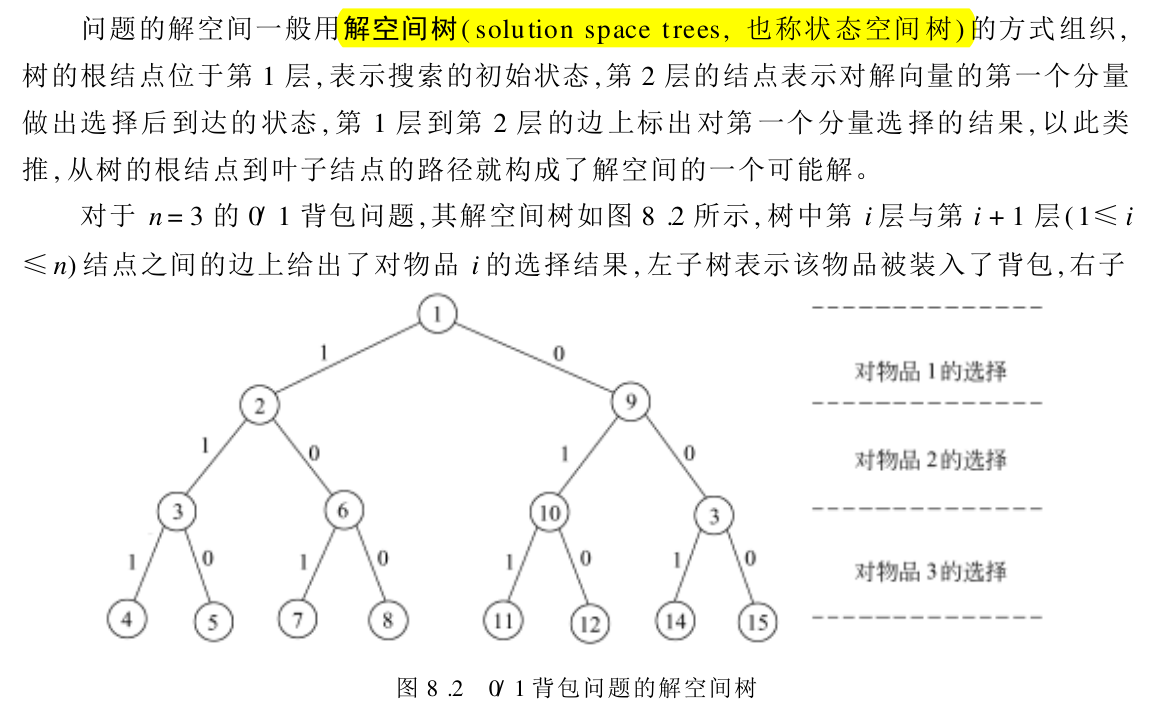 问题的解空间一般用解空间树(solution space trees, 也称状态空间树)的方式组织,
树的根结点位于第 1 层,表示搜索的初始状态,第 2 层的结点表示对解向量的第一个分量
做出选择后到达的状态,第 1 层到第 2 层的边上标出对第一个分量选择的结果,以此类
推,从树的根结点到叶子结点的路径就构成了解空间的一个可能解。
对于 n=3 的 0/1 背包问题,其解空间树如图 8.2 所示,树中第 i 层与第 i+1 层(1≤i
≤n)结点之间的边上给出了对物品 i 的选择结果,左子树表示该物品被装入了背包,右子
1
1 0
对物品1的选择
2 9
1 0 1 0
对物品2的选择
3 6 10 3
1 0 1 0 1 0 1 0
对物品3的选择
4 5 7 8 11 12 14 15
图 8.2 0/1背包问题的解空间树